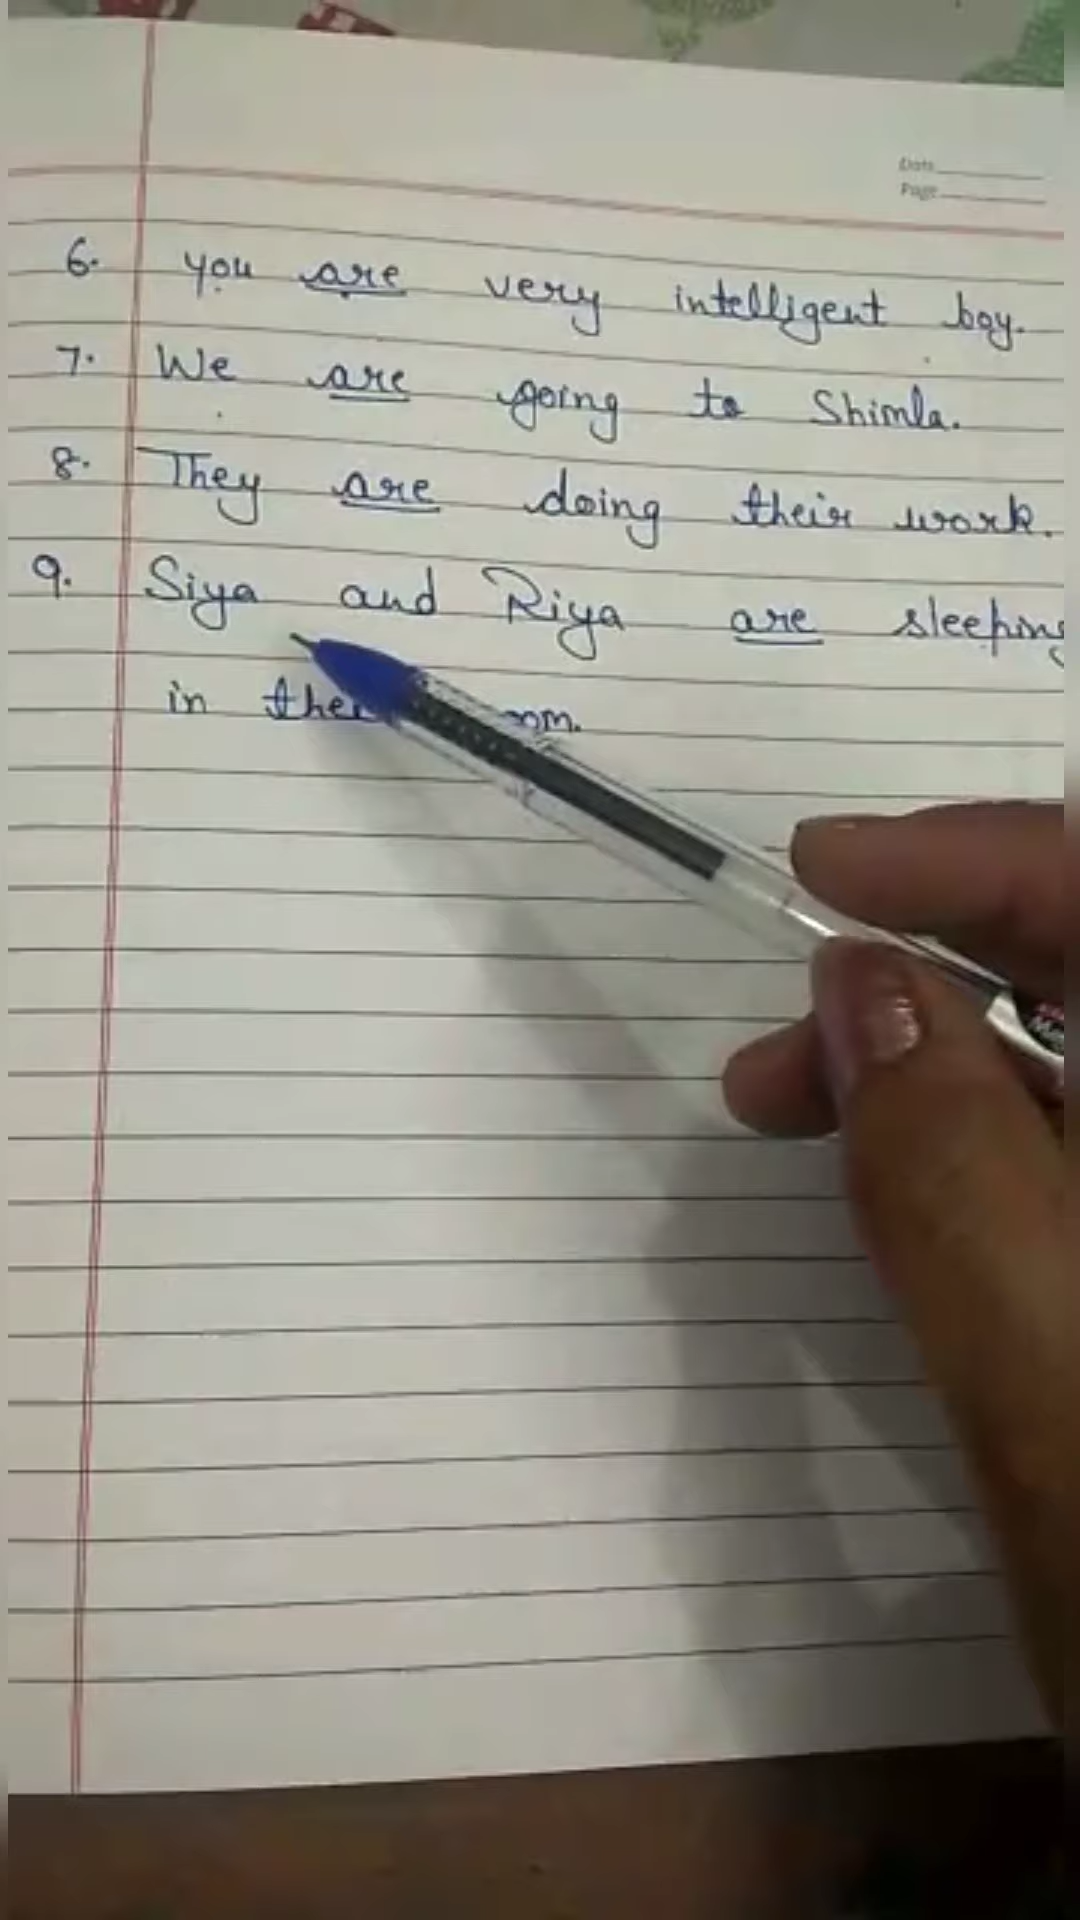 Date
Page
6. you are very intelligent boy.
7. We are going to Shimla.
8. They are doing their work.
9. Siya and Riya are sleeping
in